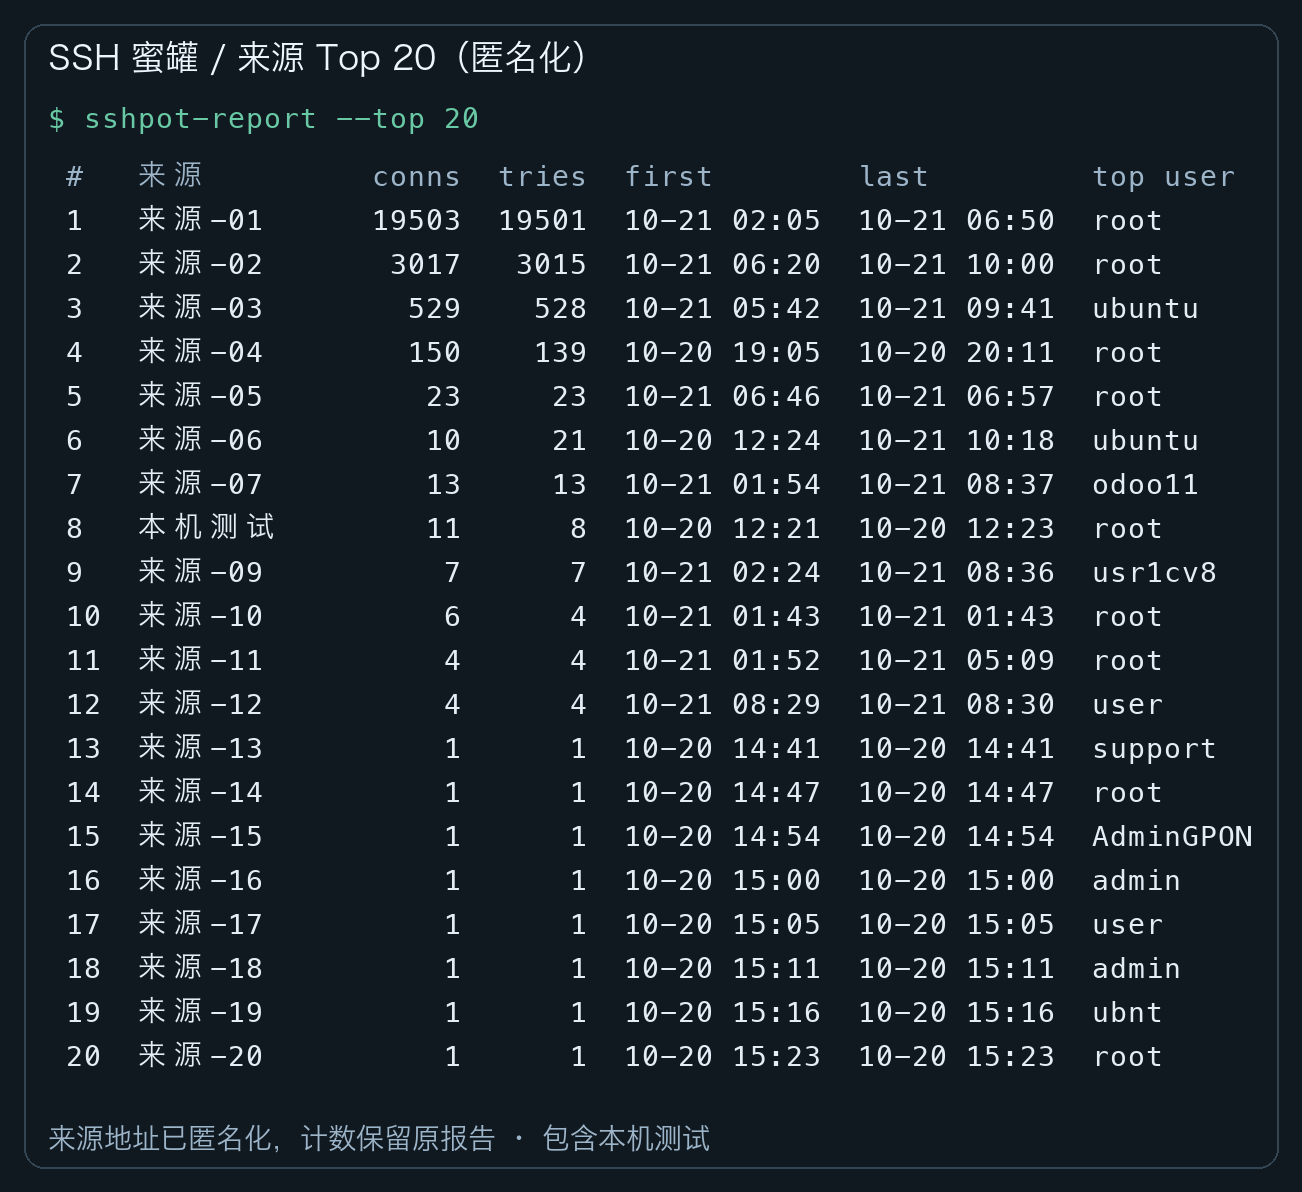 SSH 蜜罐 / 来源 Top 20（匿名化）
$ sshpot-report --top 20
# 来源 conns tries first last top user
1 来源-01 19503 19501 10-21 02:05 10-21 06:50 root
2 来源-02 3017 3015 10-21 06:20 10-21 10:00 root
3 来源-03 529 528 10-21 05:42 10-21 09:41 ubuntu
4 来源-04 150 139 10-20 19:05 10-20 20:11 root
5 来源-05 23 23 10-21 06:46 10-21 06:57 root
6 来源-06 10 21 10-20 12:24 10-21 10:18 ubuntu
7 来源-07 13 13 10-21 01:54 10-21 08:37 odoo11
8 本机测试 11 8 10-20 12:21 10-20 12:23 root
9 来源-09 7 7 10-21 02:24 10-21 08:36 usr1cv8
10 来源-10 6 4 10-21 01:43 10-21 01:43 root
11 来源-11 4 4 10-21 01:52 10-21 05:09 root
12 来源-12 4 4 10-21 08:29 10-21 08:30 user
13 来源-13 1 1 10-20 14:41 10-20 14:41 support
14 来源-14 1 1 10-20 14:47 10-20 14:47 root
15 来源-15 1 1 10-20 14:54 10-20 14:54 AdminGPON
16 来源-16 1 1 10-20 15:00 10-20 15:00 admin
17 来源-17 1 1 10-20 15:05 10-20 15:05 user
18 来源-18 1 1 10-20 15:11 10-20 15:11 admin
19 来源-19 1 1 10-20 15:16 10-20 15:16 ubnt
20 来源-20 1 1 10-20 15:23 10-20 15:23 root
来源地址已匿名化，计数保留原报告 · 包含本机测试